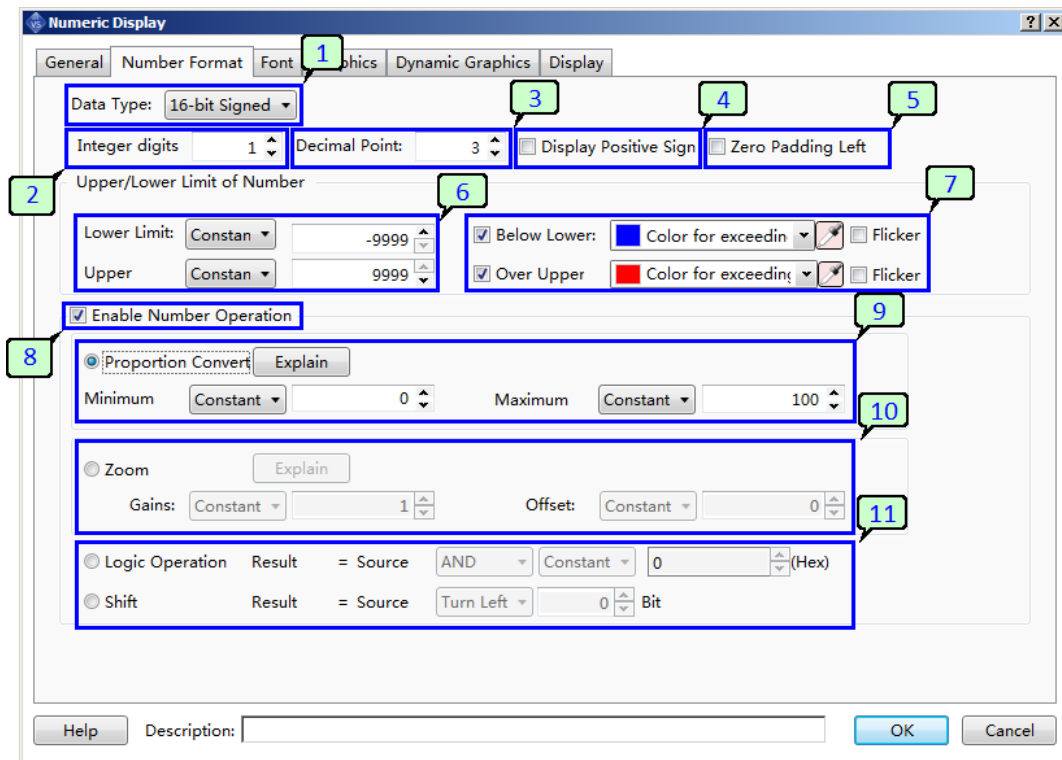 VS Numeric Display ? X
General Number Format Font phics Dynamic Graphics Display
1
Data Type: 16-bit Signed
3 4 5
Integer digits 1 Decimal Point: 3 Display Positive Sign Zero Padding Left
2
Upper/Lower Limit of Number
6 7
Lower Limit: Constan -9999 Below Lower: Color for exceedin Flicker
Upper Constan 9999 Over Upper Color for exceeding Flicker
8 Enable Number Operation 9
Proportion Convert Explain
Minimum Constant 0 Maximum Constant 100
10
Zoom Explain
Gains: Constant 1 Offset: Constant 0
11
Logic Operation Result = Source AND Constant 0 (Hex)
Shift Result = Source Turn Left 0 Bit
Help Description: OK Cancel